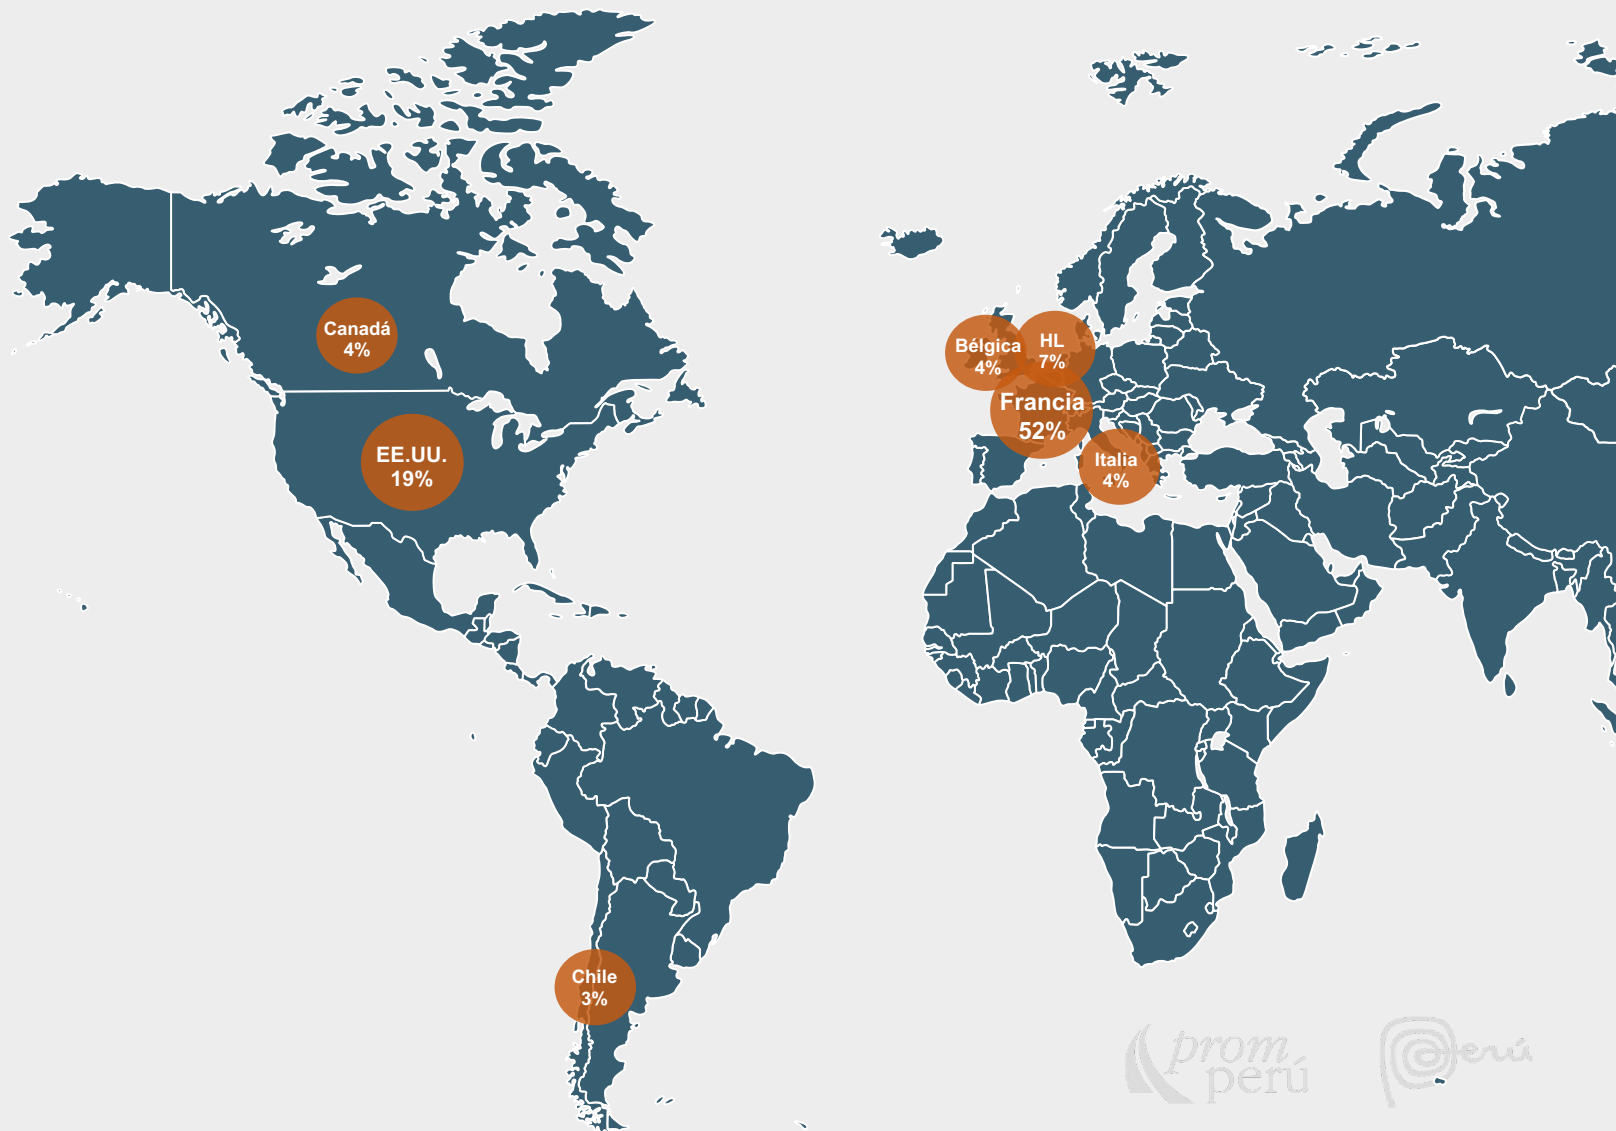 Canadá
4%
EE.UU.
19%
Bélgica
4%
HL
7%
Francia
52%
Italia
4%
Chile
3%
prom
perú
Perú